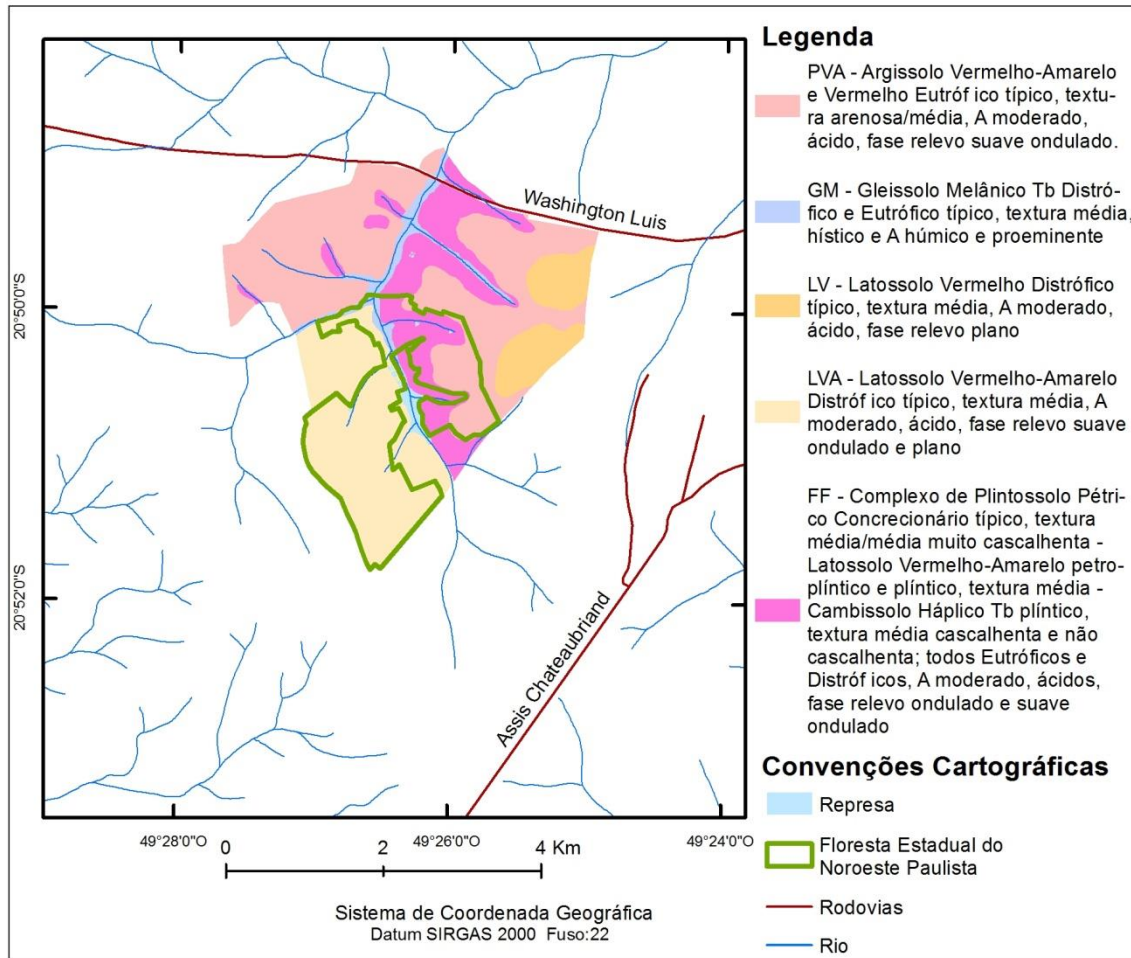 Washington Luis
Assis Chateaubriand
20°50'0"S
20°52'0"S
49°28'0"O
49°26'0"O
49°24'0"O
0 2 4 Km
Sistema de Coordenada Geográfica
Datum SIRGAS 2000 Fuso:22
Legenda
PVA - Argissolo Vermelho-Amarelo
e Vermelho Eutróf ico típico, textu-
ra arenosa/média, A moderado,
ácido, fase relevo suave ondulado.
GM - Gleissolo Melânico Tb Distró-
fico e Eutrófico típico, textura média,
hístico e A húmico e proeminente
LV - Latossolo Vermelho Distrófico
típico, textura média, A moderado,
ácido, fase relevo plano
LVA - Latossolo Vermelho-Amarelo
Distróf ico típico, textura média, A
moderado, ácido, fase relevo suave
ondulado e plano
FF - Complexo de Plintossolo Pétri-
co Concrecionário típico, textura
média/média muito cascalhenta -
Latossolo Vermelho-Amarelo petro-
plíntico e plíntico, textura média -
Cambissolo Háplico Tb plíntico,
textura média cascalhenta e não
cascalhenta; todos Eutróficos e
Distróf icos, A moderado, ácidos,
fase relevo ondulado e suave
ondulado
Convenções Cartográficas
Represa
Floresta Estadual do
Noroeste Paulista
Rodovias
Rio